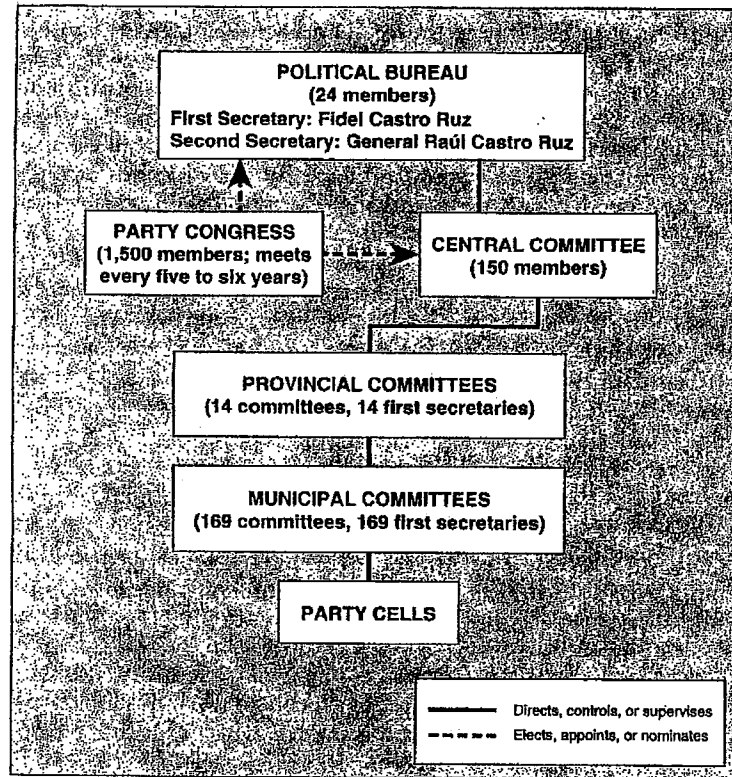 POLITICAL BUREAU
(24 members)
First Secretary: Fidel Castro Ruz
Second Secretary: General Raúl Castro Ruz
PARTY CONGRESS
(1,500 members; meets
every five to six years)
CENTRAL COMMITTEE
(150 members)
PROVINCIAL COMMITTEES
(14 committees, 14 first secretaries)
MUNICIPAL COMMITTEES
(169 committees, 169 first secretaries)
PARTY CELLS
Directs, controls, or supervises
Elects, appoints, or nominates